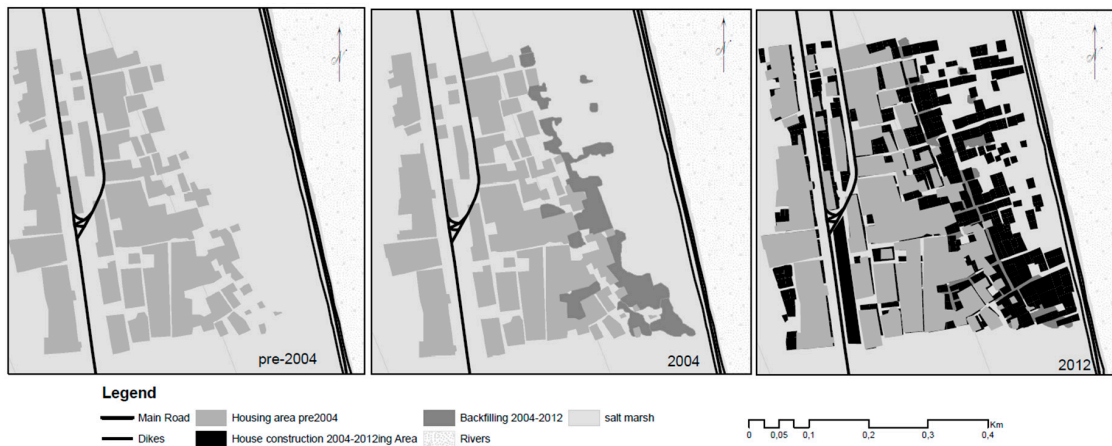 pre-2004
2004
2012
Legend
Main Road
Housing area pre2004
Backfilling 2004-2012
salt marsh
Dikes
House construction 2004-2012ing Area
Rivers
Km
0 0,05 0,1 0,2 0,3 0,4